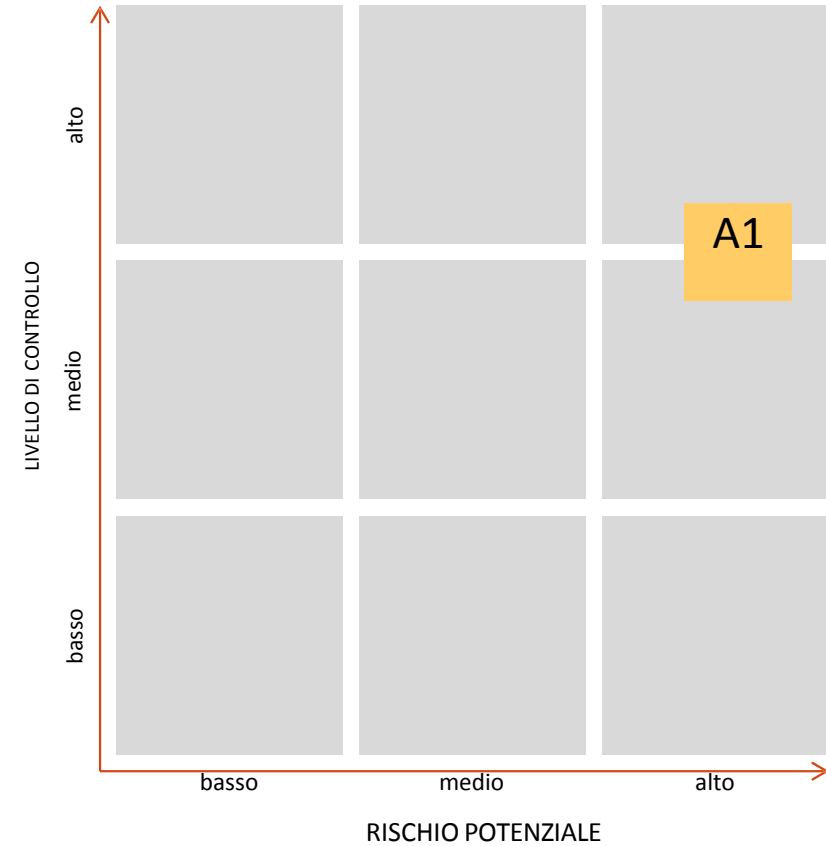 alto
A1
LIVELLO DI CONTROLLO
medio
basso
basso medio alto
RISCHIO POTENZIALE